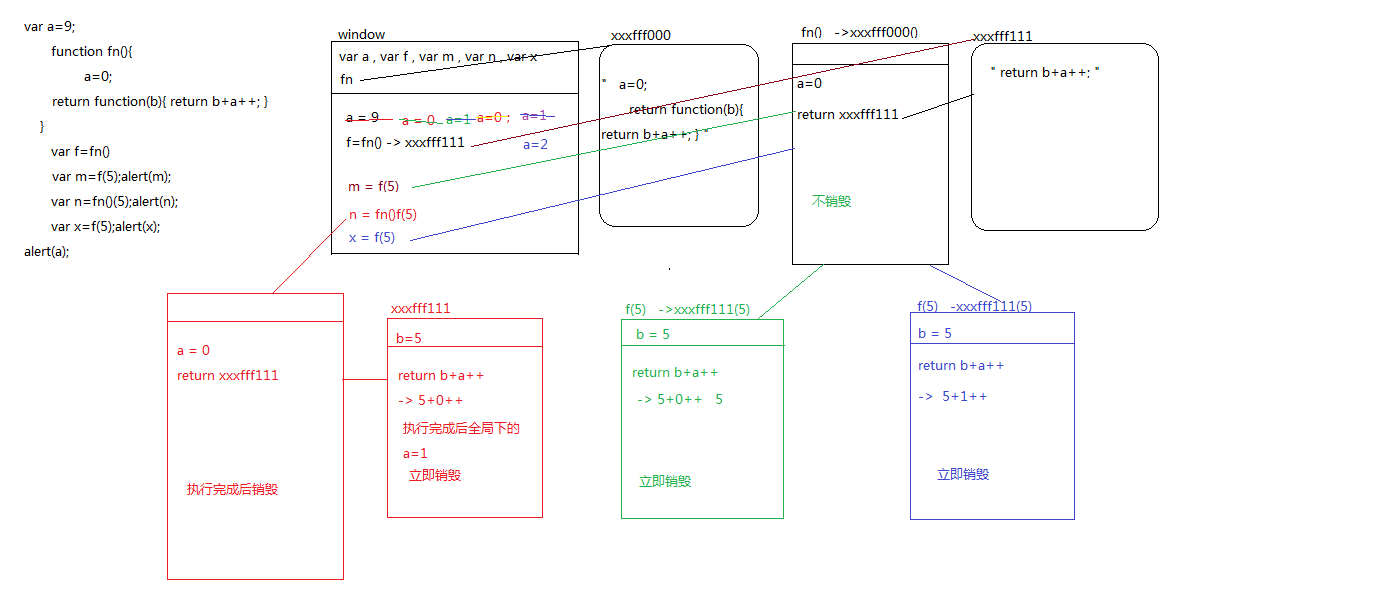 var a=9;
function fn(){
a=0;
return function(b){ return b+a++; }
}
var f=fn()
var m=f(5);alert(m);
var n=fn()(5);alert(n);
var x=f(5);alert(x);
alert(a);
window
var a , var f , var m , var n , var x
fn
a = 9 a = 0 a=1 a=0 ; a=1
f=fn() -> xxxfff111 a=2
m = f(5)
n = fn()f(5)
x = f(5)
xxxfff000
" a=0;
return function(b){
return b+a++; } "
fn() ->xxxfff000()
a=0
return xxxfff111
不销毁
xxxfff111
" return b+a++; "
a = 0
return xxxfff111
执行完成后销毁
xxxfff111
b=5
return b+a++
-> 5+0++
执行完成后全局下的
a=1
立即销毁
f(5) ->xxxfff111(5)
b = 5
return b+a++
-> 5+0++ 5
立即销毁
f(5) -xxxfff111(5)
b = 5
return b+a++
-> 5+1++
立即销毁